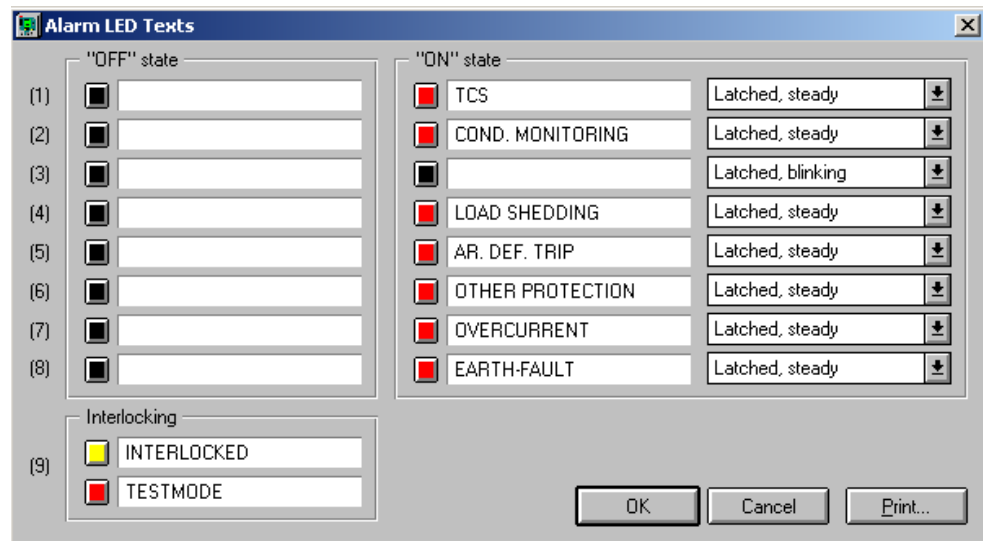 Alarm LED Texts
"OFF" state
"ON" state
(1) TCS Latched, steady
(2) COND. MONITORING Latched, steady
(3) Latched, blinking
(4) LOAD SHEDDING Latched, steady
(5) AR. DEF. TRIP Latched, steady
(6) OTHER PROTECTION Latched, steady
(7) OVERCURRENT Latched, steady
(8) EARTH-FAULT Latched, steady
Interlocking
(9)
INTERLOCKED
TESTMODE
OK Cancel Print...